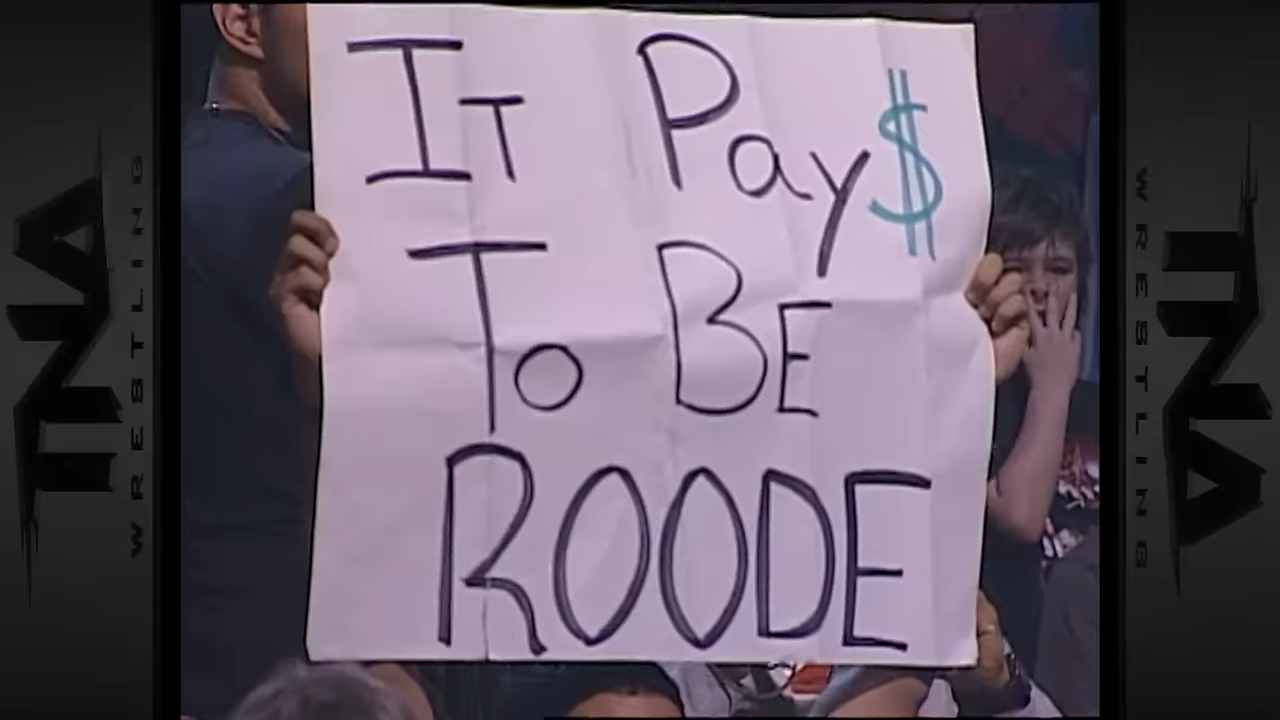 IT Pay$
To BE
ROODE
TNA
WRESTLING
TNA
WRESTLING